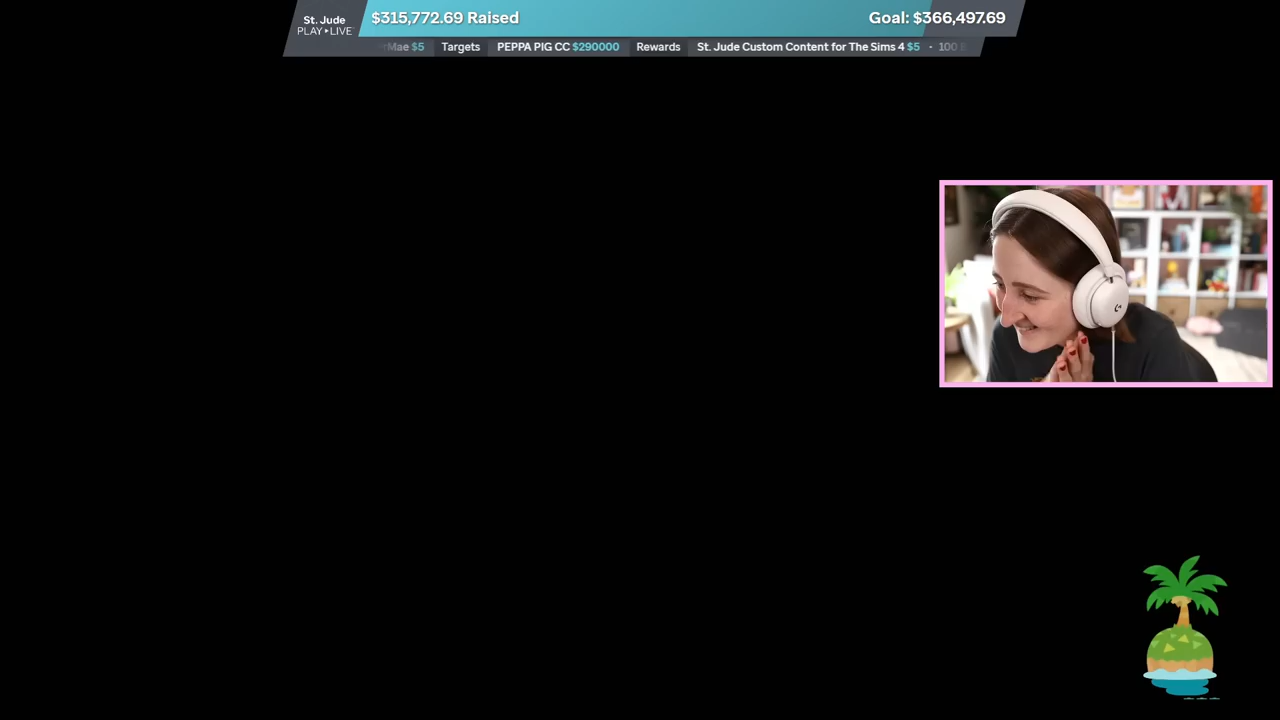 St. Jude
PLAY LIVE
$315,772.69 Raised
Goal: $366,497.69
rMae $5 Targets PEPPA PIG CC $290000 Rewards St. Jude Custom Content for The Sims 4 $5 · 100